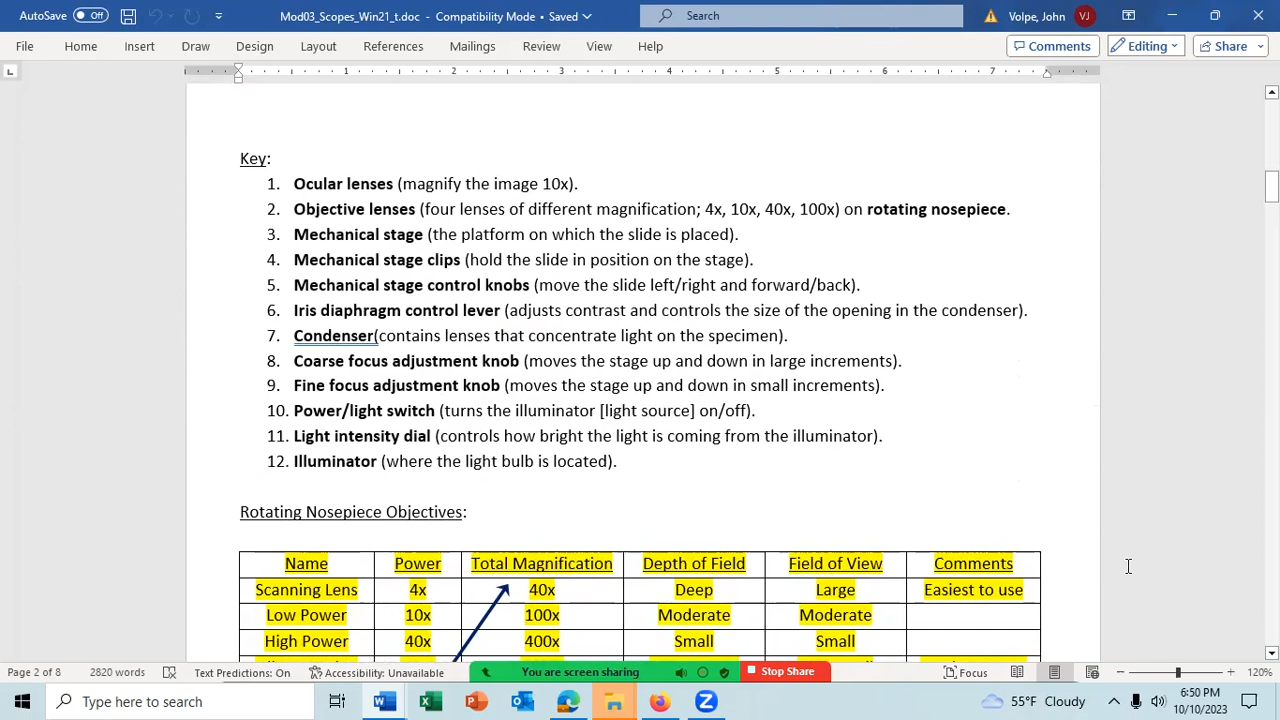 AutoSave Off Mod03_Scopes_Win21_t.doc - Compatibility Mode • Saved Search Volpe, John VJ
File Home Insert Draw Design Layout References Mailings Review View Help Comments Editing Share
1 2 3 4 5 6 7
Key:
1. Ocular lenses (magnify the image 10x).
2. Objective lenses (four lenses of different magnification; 4x, 10x, 40x, 100x) on rotating nosepiece.
3. Mechanical stage (the platform on which the slide is placed).
4. Mechanical stage clips (hold the slide in position on the stage).
5. Mechanical stage control knobs (move the slide left/right and forward/back).
6. Iris diaphragm control lever (adjusts contrast and controls the size of the opening in the condenser).
7. Condenser(contains lenses that concentrate light on the specimen).
8. Coarse focus adjustment knob (moves the stage up and down in large increments).
9. Fine focus adjustment knob (moves the stage up and down in small increments).
10. Power/light switch (turns the illuminator [light source] on/off).
11. Light intensity dial (controls how bright the light is coming from the illuminator).
12. Illuminator (where the light bulb is located).
Rotating Nosepiece Objectives:
Name Power Total Magnification Depth of Field Field of View Comments
Scanning Lens 4x 40x Deep Large Easiest to use
Low Power 10x 100x Moderate Moderate
High Power 40x 400x Small Small
Page 2 of 8 2820 words Text Predictions: On Accessibility: Unavailable You are screen sharing Stop Share Focus 120%
Type here to search 55°F Cloudy 6:50 PM
10/10/2023